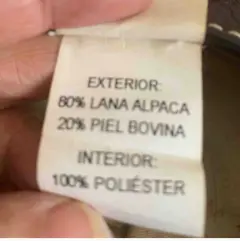 EXTERIOR:
80% LANA ALPACA
20% PIEL BOVINA
INTERIOR:
100% POLIÉSTER